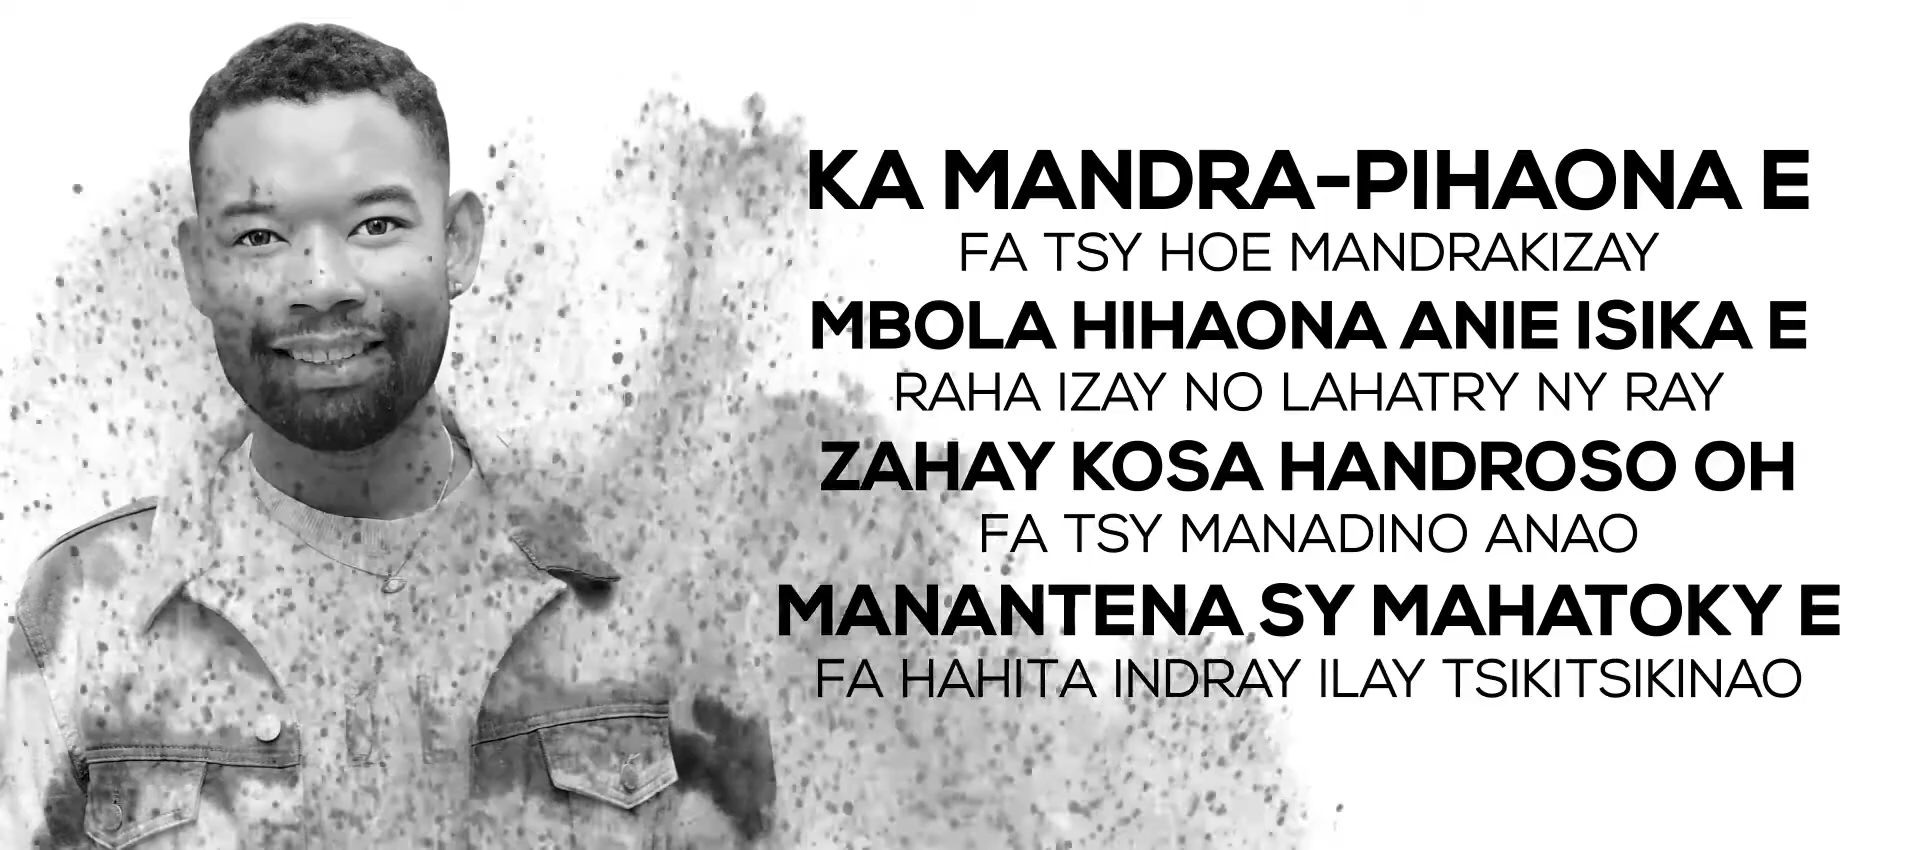 KA MANDRA-PIHAONA E
FA TSY HOE MANDRAKIZAY
MBOLA HIHAONA ANIE ISIKA E
RAHA IZAY NO LAHATRY NY RAY
ZAHAY KOSA HANDROSO OH
FA TSY MANADINO ANAO
MANANTENA SY MAHATOKY E
FA HAHITA INDRAY ILAY TSIKITSIKINAO